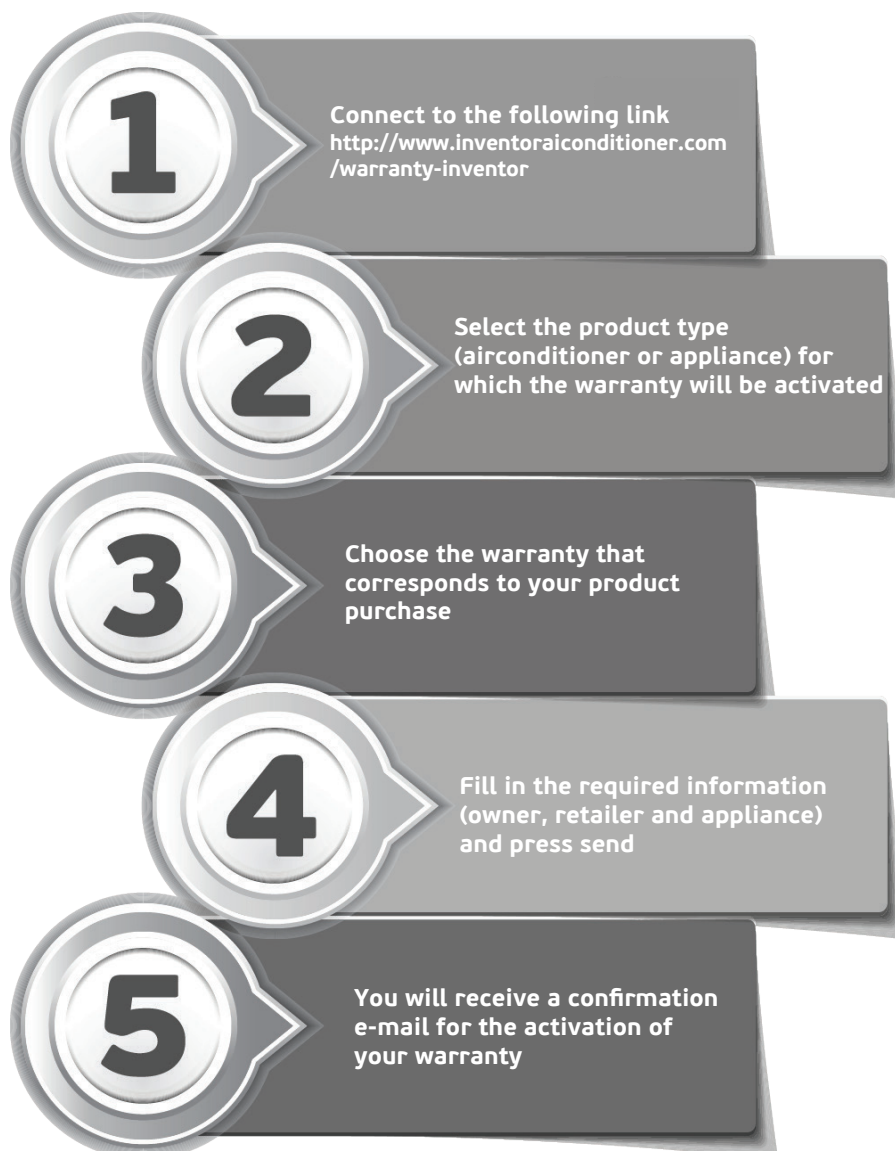 1
Connect to the following link
http://www.inventoraiconditioner.com
/warranty-inventor
2
Select the product type
(airconditioner or appliance) for
which the warranty will be activated
3
Choose the warranty that
corresponds to your product
purchase
4
Fill in the required information
(owner, retailer and appliance)
and press send
5
You will receive a confirmation
e-mail for the activation of
your warranty